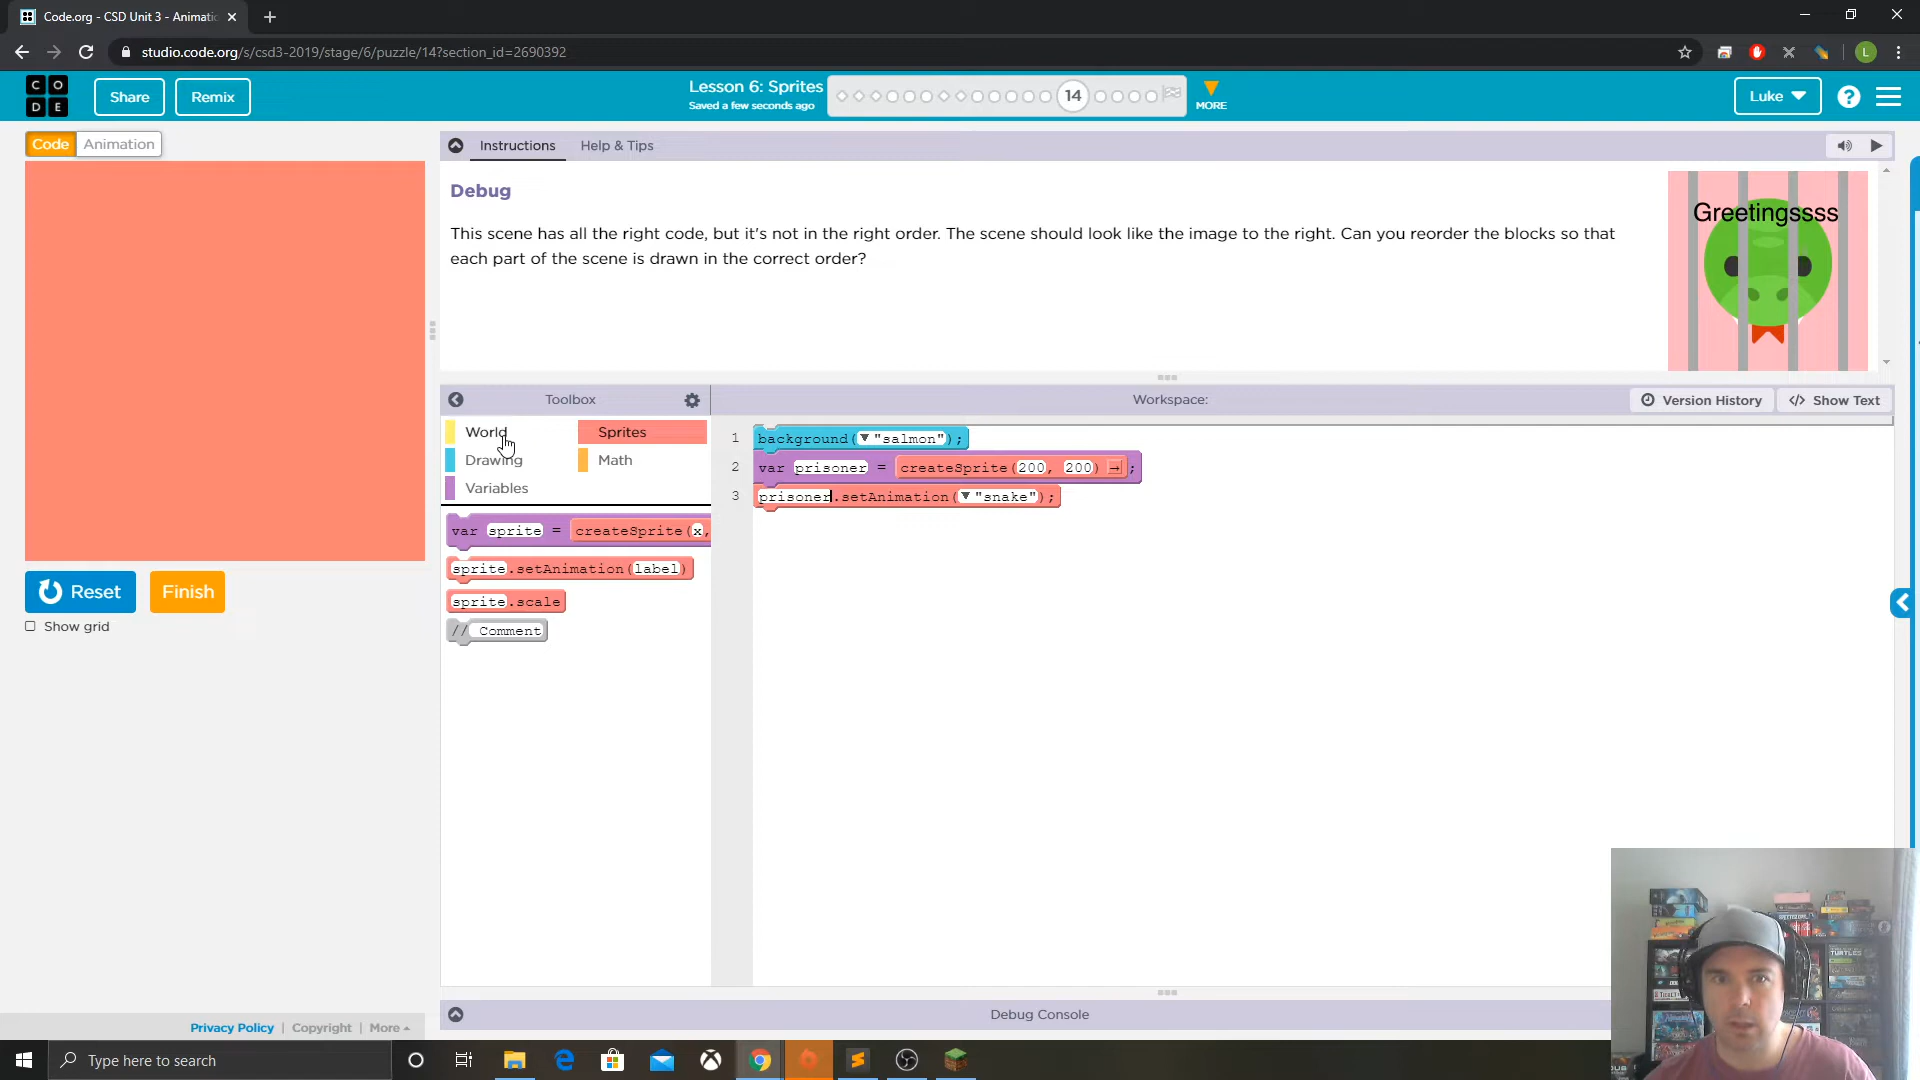 Code.org - CSD Unit 3 - Animatic
studio.code.org/s/csd3-2019/stage/6/puzzle/14?section_id=2690392
L
C O
D E
Share
Remix
Lesson 6: Sprites
Saved a few seconds ago
14
MORE
Luke
?
Code
Animation
Instructions
Help & Tips
Debug
This scene has all the right code, but it's not in the right order. The scene should look like the image to the right. Can you reorder the blocks so that
each part of the scene is drawn in the correct order?
Greetingssss
Toolbox
Workspace:
Version History
</> Show Text
World
Sprites
Drawing
Math
Variables
var sprite = createSprite(x,
sprite.setAnimation(label)
sprite.scale
// Comment
1 background("salmon");
2 var prisoner = createSprite(200, 200) → ;
3 prisoner.setAnimation("snake");
Reset
Finish
Show grid
Debug Console
Privacy Policy | Copyright | More
Type here to search